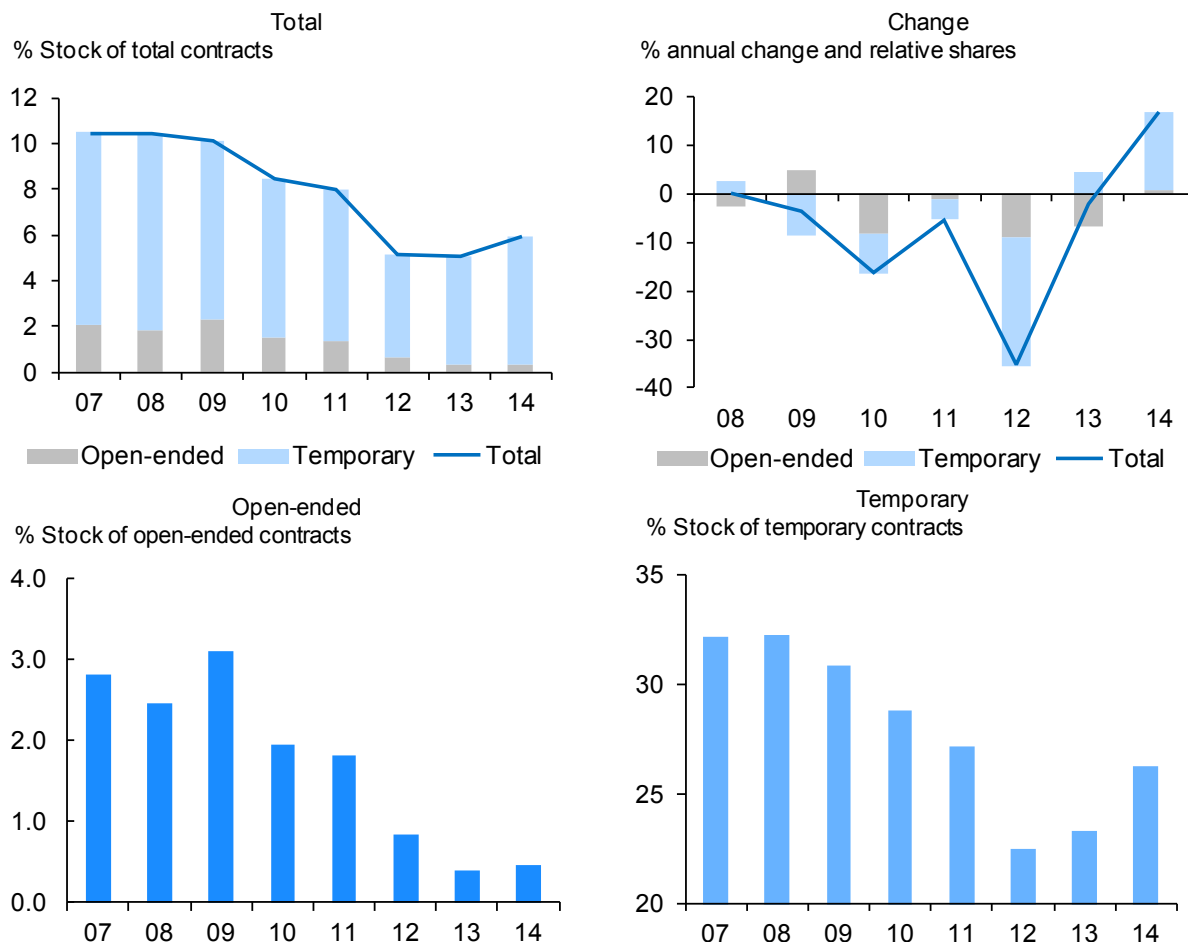 Total
% Stock of total contracts
12
10
8
6
4
2
0
07 08 09 10 11 12 13 14
Open-ended Temporary Total
Change
% annual change and relative shares
20
10
0
-10
-20
-30
-40
08 09 10 11 12 13 14
Open-ended Temporary Total
Open-ended
% Stock of open-ended contracts
4.0
3.0
2.0
1.0
0.0
07 08 09 10 11 12 13 14
Temporary
% Stock of temporary contracts
35
30
25
20
07 08 09 10 11 12 13 14